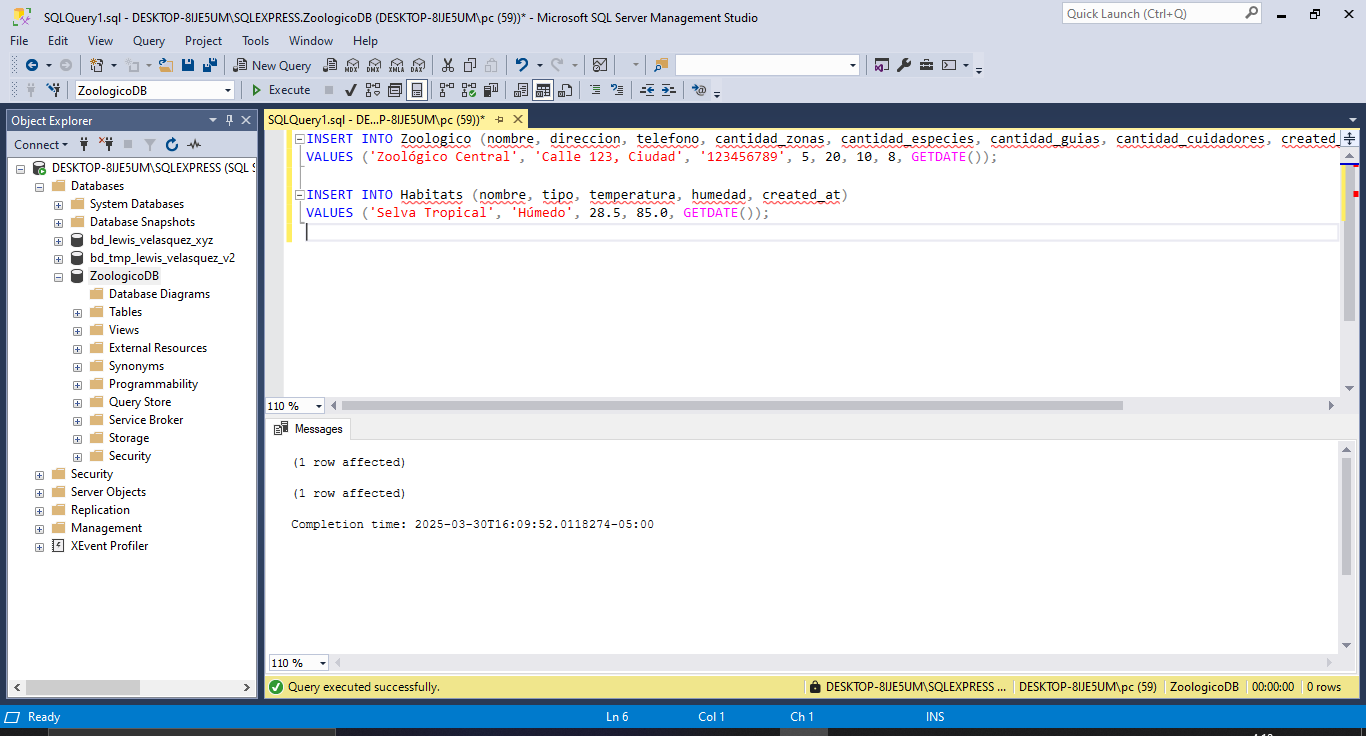 SQLQuery1.sql - DESKTOP-8IJE5UM\SQLEXPRESS.ZoologicoDB (DESKTOP-8IJE5UM\pc (59))* - Microsoft SQL Server Management Studio
Quick Launch (Ctrl+Q)
File Edit View Query Project Tools Window Help
New Query
MDX DMX XMLA DAX
ZoologicoDB
Execute
Object Explorer
Connect
DESKTOP-8IJE5UM\SQLEXPRESS (SQL S
Databases
System Databases
Database Snapshots
bd_lewis_velasquez_xyz
bd_tmp_lewis_velasquez_v2
ZoologicoDB
Database Diagrams
Tables
Views
External Resources
Synonyms
Programmability
Query Store
Service Broker
Storage
Security
Security
Server Objects
Replication
Management
XEvent Profiler
SQLQuery1.sql - DE...P-8IJE5UM\pc (59))*
INSERT INTO Zoologico (nombre, direccion, telefono, cantidad_zonas, cantidad_especies, cantidad_guias, cantidad_cuidadores, created_
VALUES ('Zoológico Central', 'Calle 123, Ciudad', '123456789', 5, 20, 10, 8, GETDATE());
INSERT INTO Habitats (nombre, tipo, temperatura, humedad, created_at)
VALUES ('Selva Tropical', 'Húmedo', 28.5, 85.0, GETDATE());
110 %
Messages
(1 row affected)
(1 row affected)
Completion time: 2025-03-30T16:09:52.0118274-05:00
110 %
Query executed successfully.
DESKTOP-8IJE5UM\SQLEXPRESS ... DESKTOP-8IJE5UM\pc (59) ZoologicoDB 00:00:00 0 rows
Ready Ln 6 Col 1 Ch 1 INS